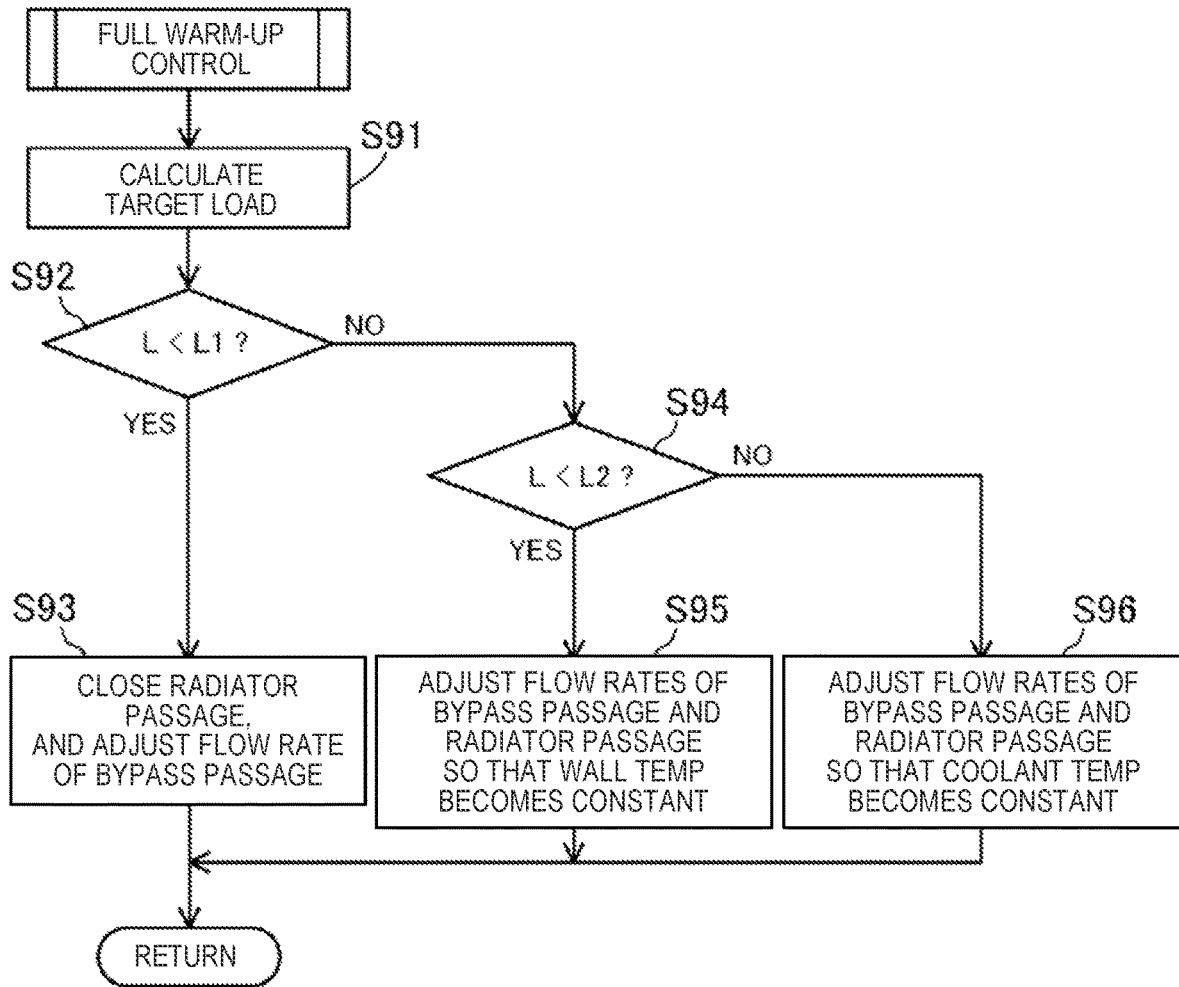 FULL WARM-UP
CONTROL
S91
CALCULATE
TARGET LOAD
S92
L < L1 ?
NO
YES
S94
L < L2 ?
NO
YES
S93
CLOSE RADIATOR
PASSAGE,
AND ADJUST FLOW RATE
OF BYPASS PASSAGE
S95
ADJUST FLOW RATES OF
BYPASS PASSAGE AND
RADIATOR PASSAGE
SO THAT WALL TEMP
BECOMES CONSTANT
S96
ADJUST FLOW RATES OF
BYPASS PASSAGE AND
RADIATOR PASSAGE
SO THAT COOLANT TEMP
BECOMES CONSTANT
RETURN